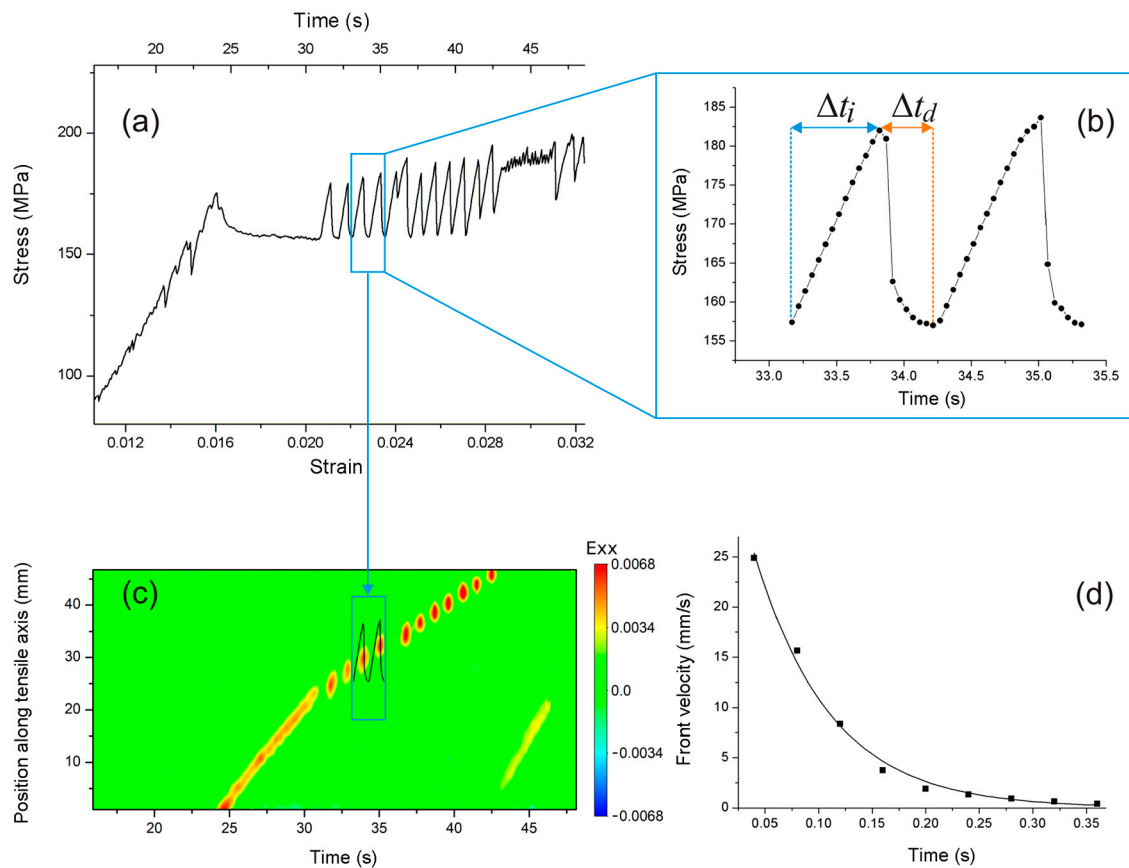 Time (s)
20 25 30 35 40 45
(a)
200
150
100
Stress (MPa)
0.012 0.016 0.020 0.024 0.028 0.032
Strain
(b)
Δti Δtd
185
180
175
170
165
160
155
Stress (MPa)
33.0 33.5 34.0 34.5 35.0 35.5
Time (s)
(c)
Exx
0.0068
0.0034
0.0
−0.0034
−0.0068
40
30
20
10
Position along tensile axis (mm)
20 25 30 35 40 45
Time (s)
(d)
25
20
15
10
5
0
Front velocity (mm/s)
0.05 0.10 0.15 0.20 0.25 0.30 0.35
Time (s)